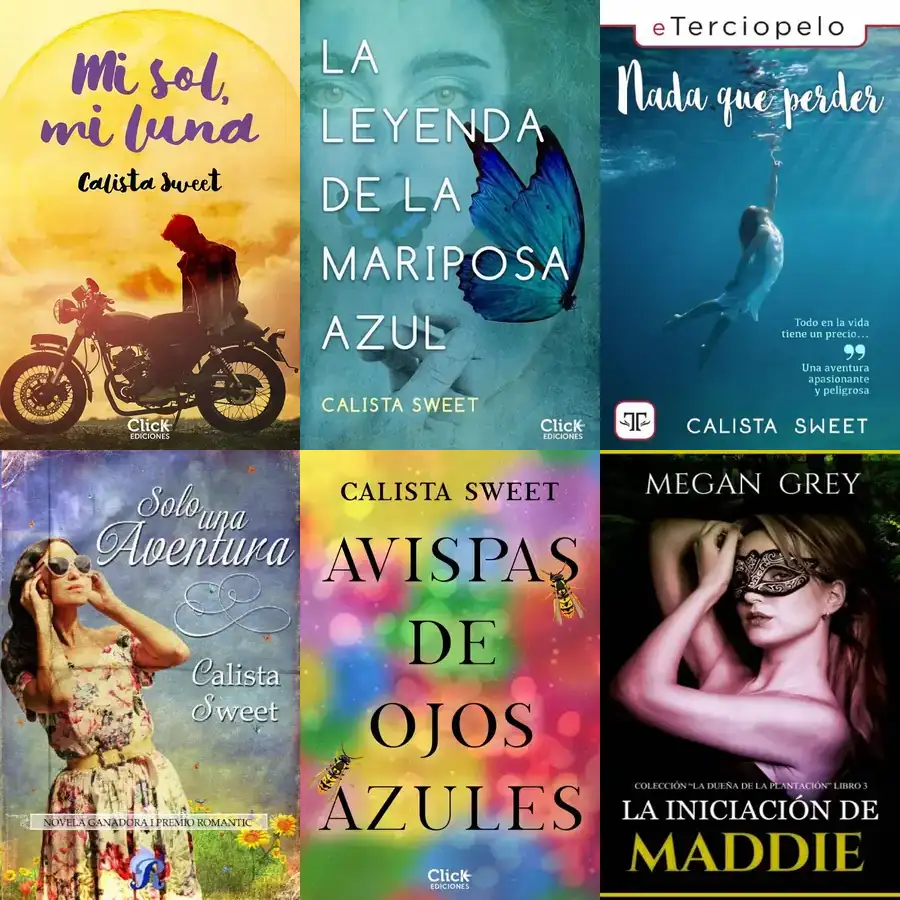 Mi sol,
mi luna
Calista Sweet
Click
EDICIONES
LA
LEYENDA
DE LA
MARIPOSA
AZUL
CALISTA SWEET
Click
EDICIONES
eTerciopelo
Nada que perder
Todo en la vida
tiene un precio...
Una aventura
apasionante
y peligrosa
CALISTA SWEET
Solo una
Aventura
Calista
Sweet
NOVELA GANADORA I PREMIO ROMANTIC
CALISTA SWEET
AVISPAS
DE
OJOS
AZULES
Click
EDICIONES
MEGAN GREY
COLECCIÓN "LA DUEÑA DE LA PLANTACIÓN" LIBRO 3
LA INICIACIÓN DE
MADDIE